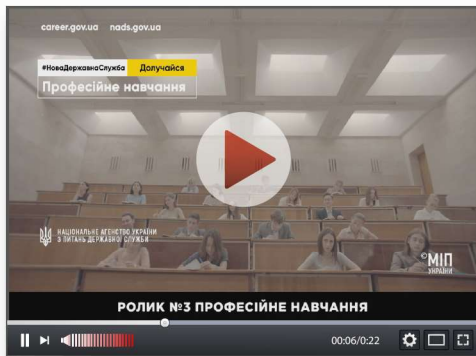 career.gov.ua nads.gov.ua
#НоваДержавнаСлужба Долучайся
Професійне навчання
НАЦІОНАЛЬНЕ АГЕНТСТВО УКРАЇНИ
З ПИТАНЬ ДЕРЖАВНОЇ СЛУЖБИ
МІП
УКРАЇНИ
РОЛИК №3 ПРОФЕСІЙНЕ НАВЧАННЯ
00:06/0:22